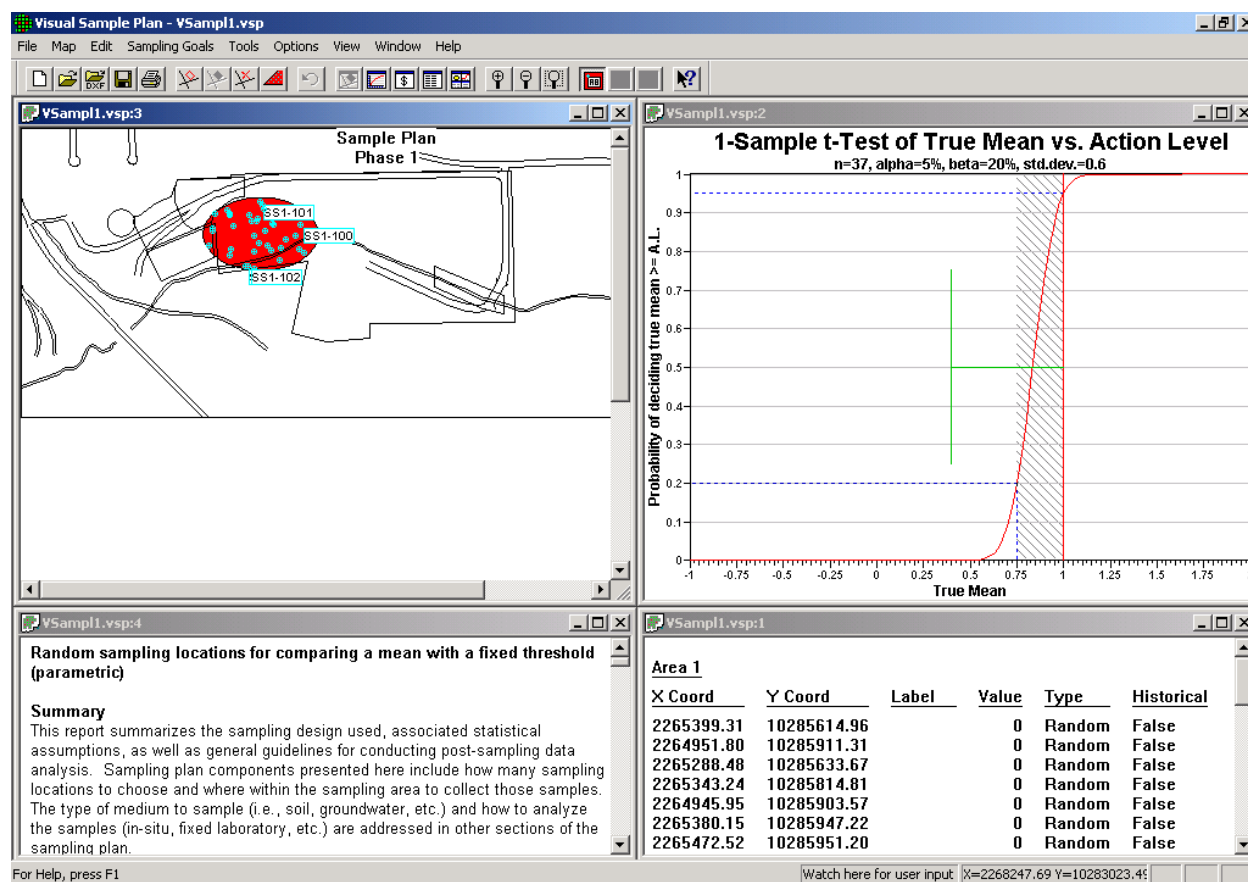 Visual Sample Plan - VSampl1.vsp
File Map Edit Sampling Goals Tools Options View Window Help
DXF $ RB ?
VSampl1.vsp:3
Sample Plan
Phase 1
SS1-101
SS1-100
SS1-102
VSampl1.vsp:2
1-Sample t-Test of True Mean vs. Action Level
n=37, alpha=5%, beta=20%, std.dev.=0.6
Probability of deciding true mean >= A.L.
1
0.9
0.8
0.7
0.6
0.5
0.4
0.3
0.2
0.1
0
-1 -0.75 -0.5 -0.25 0 0.25 0.5 0.75 1 1.25 1.5 1.75
True Mean
VSampl1.vsp:4
Random sampling locations for comparing a mean with a fixed threshold
(parametric)
Summary
This report summarizes the sampling design used, associated statistical
assumptions, as well as general guidelines for conducting post-sampling data
analysis. Sampling plan components presented here include how many sampling
locations to choose and where within the sampling area to collect those samples.
The type of medium to sample (i.e., soil, groundwater, etc.) and how to analyze
the samples (in-situ, fixed laboratory, etc.) are addressed in other sections of the
sampling plan.
VSampl1.vsp:1
Area 1
X Coord Y Coord Label Value Type Historical
2265399.31 10285614.96 0 Random False
2264951.80 10285911.31 0 Random False
2265288.48 10285633.67 0 Random False
2265343.24 10285814.81 0 Random False
2264945.95 10285903.57 0 Random False
2265380.15 10285947.22 0 Random False
2265472.52 10285951.20 0 Random False
For Help, press F1
Watch here for user input X=2268247.69 Y=10283023.49